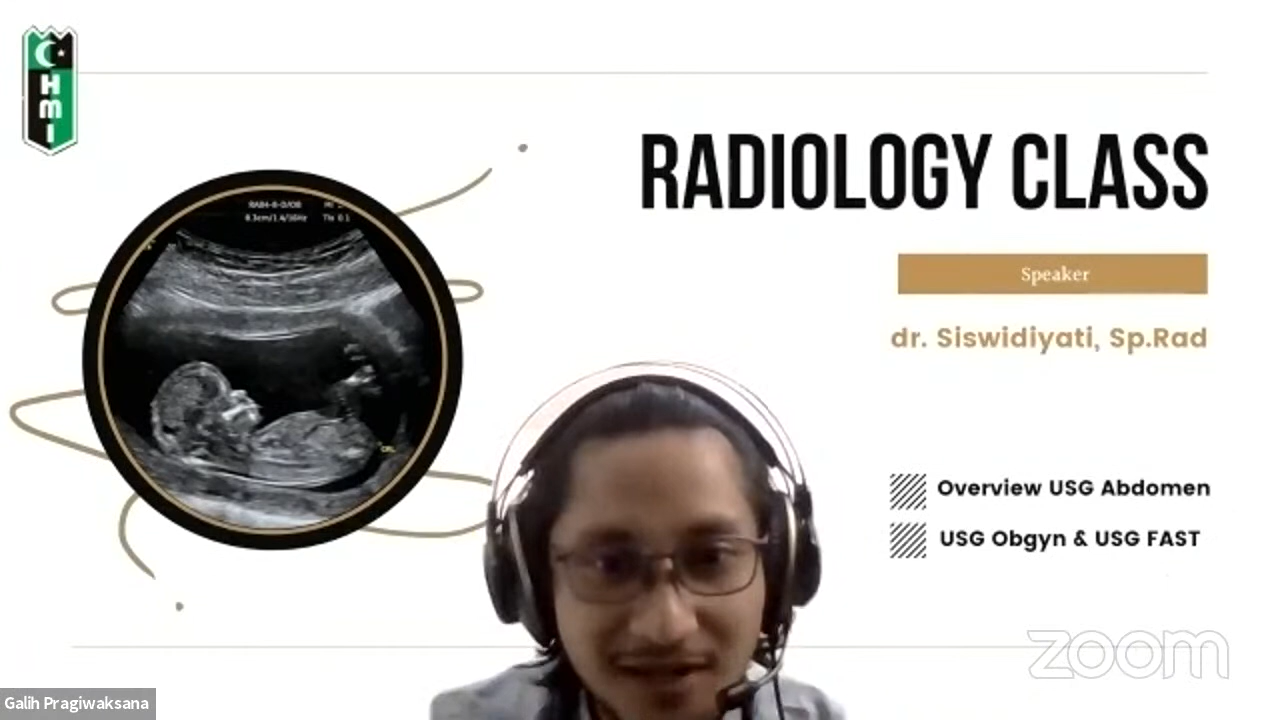 HMI
RADIOLOGY CLASS
Speaker
dr. Siswidiyati, Sp.Rad
Overview USG Abdomen
USG Obgyn & USG FAST
zoom
Galih Pragiwaksana